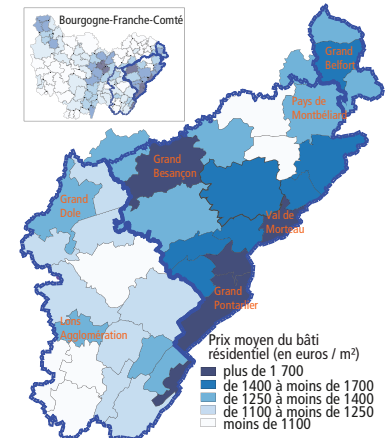 Bourgogne-Franche-Comté
Grand
Belfort
Pays de
Montbéliard
Grand
Besançon
Grand
Dole
Val de
Morteau
Grand
Pontarlier
Lons
Agglomération
Prix moyen du bâti
résidentiel (en euros / m²)
plus de 1 700
de 1400 à moins de 1700
de 1250 à moins de 1400
de 1100 à moins de 1250
moins de 1100